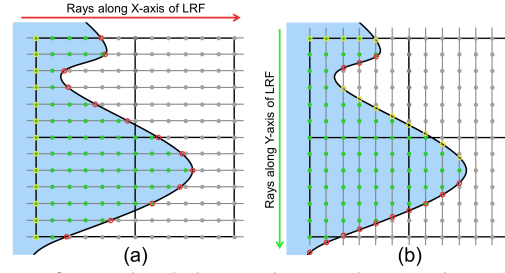 Rays along X-axis of LRF
Rays along Y-axis of LRF
(a)
(b)